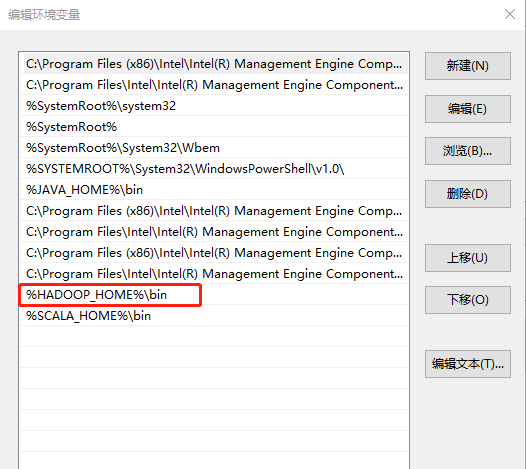 编辑环境变量
C:\Program Files (x86)\Intel\Intel(R) Management Engine Comp...
C:\Program Files\Intel\Intel(R) Management Engine Component...
%SystemRoot%\system32
%SystemRoot%
%SystemRoot%\System32\Wbem
%SYSTEMROOT%\System32\WindowsPowerShell\v1.0\
%JAVA_HOME%\bin
C:\Program Files (x86)\Intel\Intel(R) Management Engine Comp...
C:\Program Files\Intel\Intel(R) Management Engine Component...
C:\Program Files (x86)\Intel\Intel(R) Management Engine Comp...
C:\Program Files\Intel\Intel(R) Management Engine Component...
%HADOOP_HOME%\bin
%SCALA_HOME%\bin
新建(N)
编辑(E)
浏览(B)...
删除(D)
上移(U)
下移(O)
编辑文本(T)...